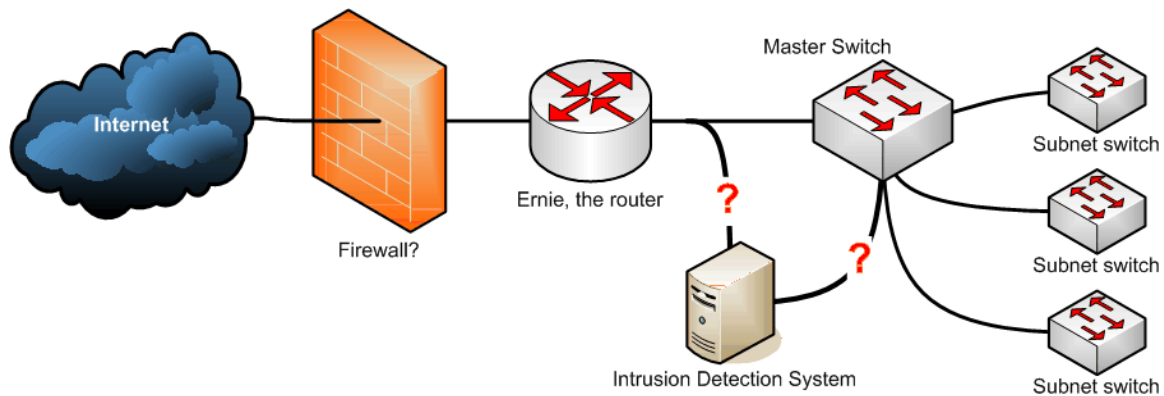 Master Switch
Internet
Subnet switch
Ernie, the router
?
Firewall?
?
Subnet switch
Intrusion Detection System
Subnet switch